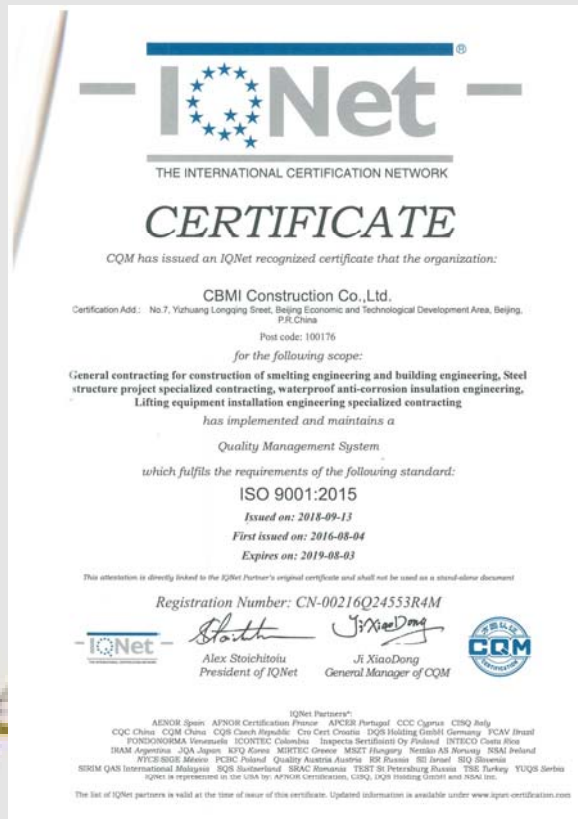 IQNet ®
THE INTERNATIONAL CERTIFICATION NETWORK
CERTIFICATE
CQM has issued an IQNet recognized certificate that the organization:
CBMI Construction Co.,Ltd.
Certification Add.: No.7, Yizhuang Longqing Sreet, Beijing Economic and Technological Development Area, Beijing,
P.R.China
Post code: 100176
for the following scope:
General contracting for construction of smelting engineering and building engineering, Steel
structure project specialized contracting, waterproof anti-corrosion insulation engineering,
Lifting equipment installation engineering specialized contracting
has implemented and maintains a
Quality Management System
which fulfils the requirements of the following standard:
ISO 9001:2015
Issued on: 2018-09-13
First issued on: 2016-08-04
Expires on: 2019-08-03
This attestation is directly linked to the IQNet Partner's original certificate and shall not be used as a stand-alone document
Registration Number: CN-00216Q24553R4M
Ji XiaoDong
IQNet
THE INTERNATIONAL CERTIFICATION NETWORK
Alex Stoichitoiu
President of IQNet
Ji XiaoDong
General Manager of CQM
CQM
CERTIFICATION
IQNet Partners*:
AENOR Spain AFNOR Certification France APCER Portugal CCC Cyprus CISQ Italy
CQC China CQM China CQS Czech Republic Cro Cert Croatia DQS Holding GmbH Germany FCAV Brazil
FONDONORMA Venezuela ICONTEC Colombia Inspecta Sertifiointi Oy Finland INTECO Costa Rica
IRAM Argentina JQA Japan KFQ Korea MIRTEC Greece MSZT Hungary Nemko AS Norway NSAI Ireland
NYCE-SIGE México PCBC Poland Quality Austria Austria RR Russia SII Israel SIQ Slovenia
SIRIM QAS International Malaysia SQS Switzerland SRAC Romania TEST St Petersburg Russia TSE Turkey YUQS Serbia
IQNet is represented in the USA by: AFNOR Certification, CISQ, DQS Holding GmbH and NSAI Inc.
The list of IQNet partners is valid at the time of issue of this certificate. Updated information is available under www.iqnet-certification.com